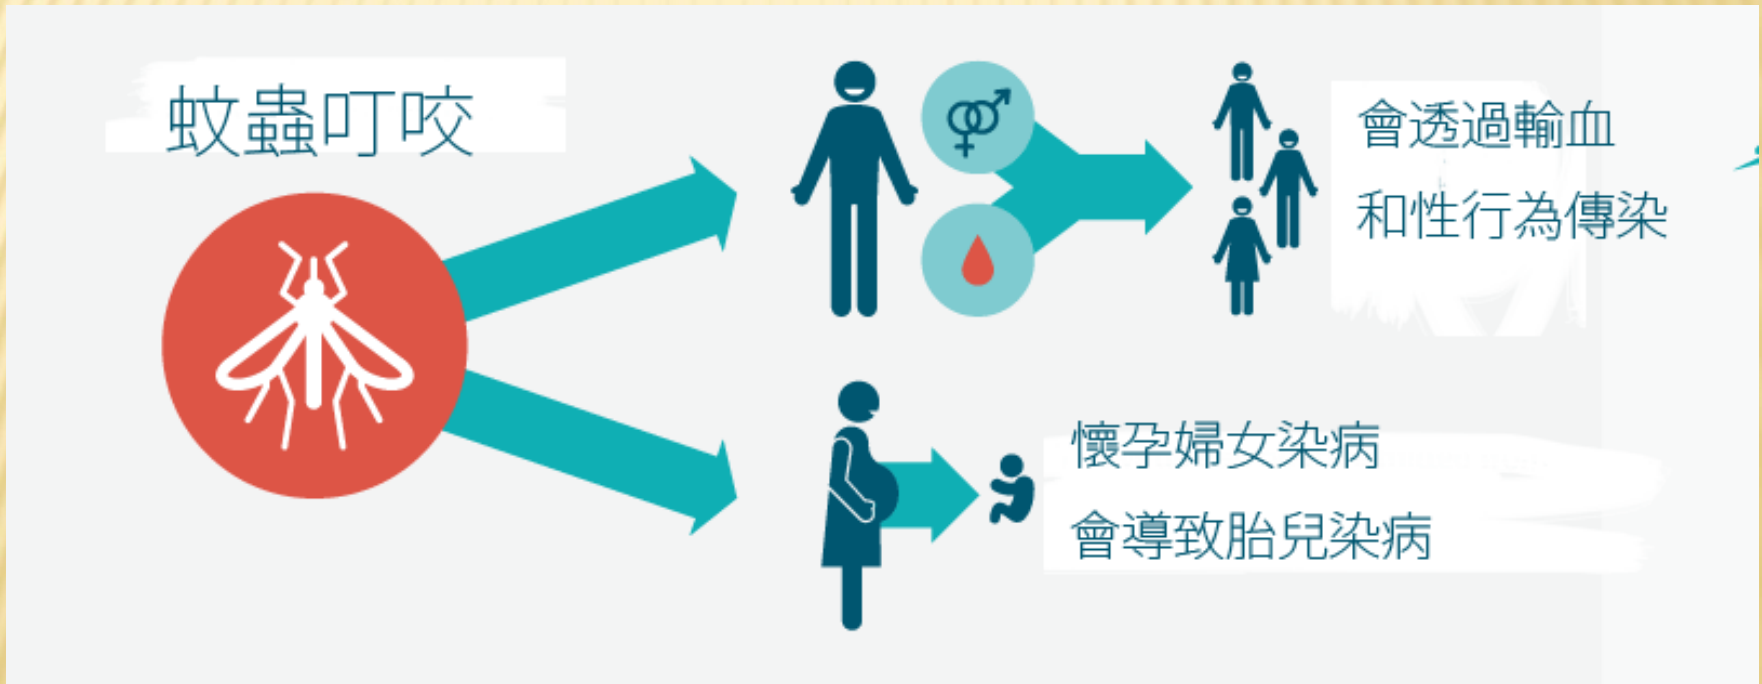 蚊蟲叮咬
會透過輸血
和性行為傳染
懷孕婦女染病
會導致胎兒染病